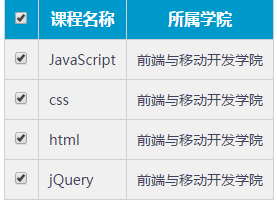 课程名称 所属学院
JavaScript 前端与移动开发学院
css 前端与移动开发学院
html 前端与移动开发学院
jQuery 前端与移动开发学院